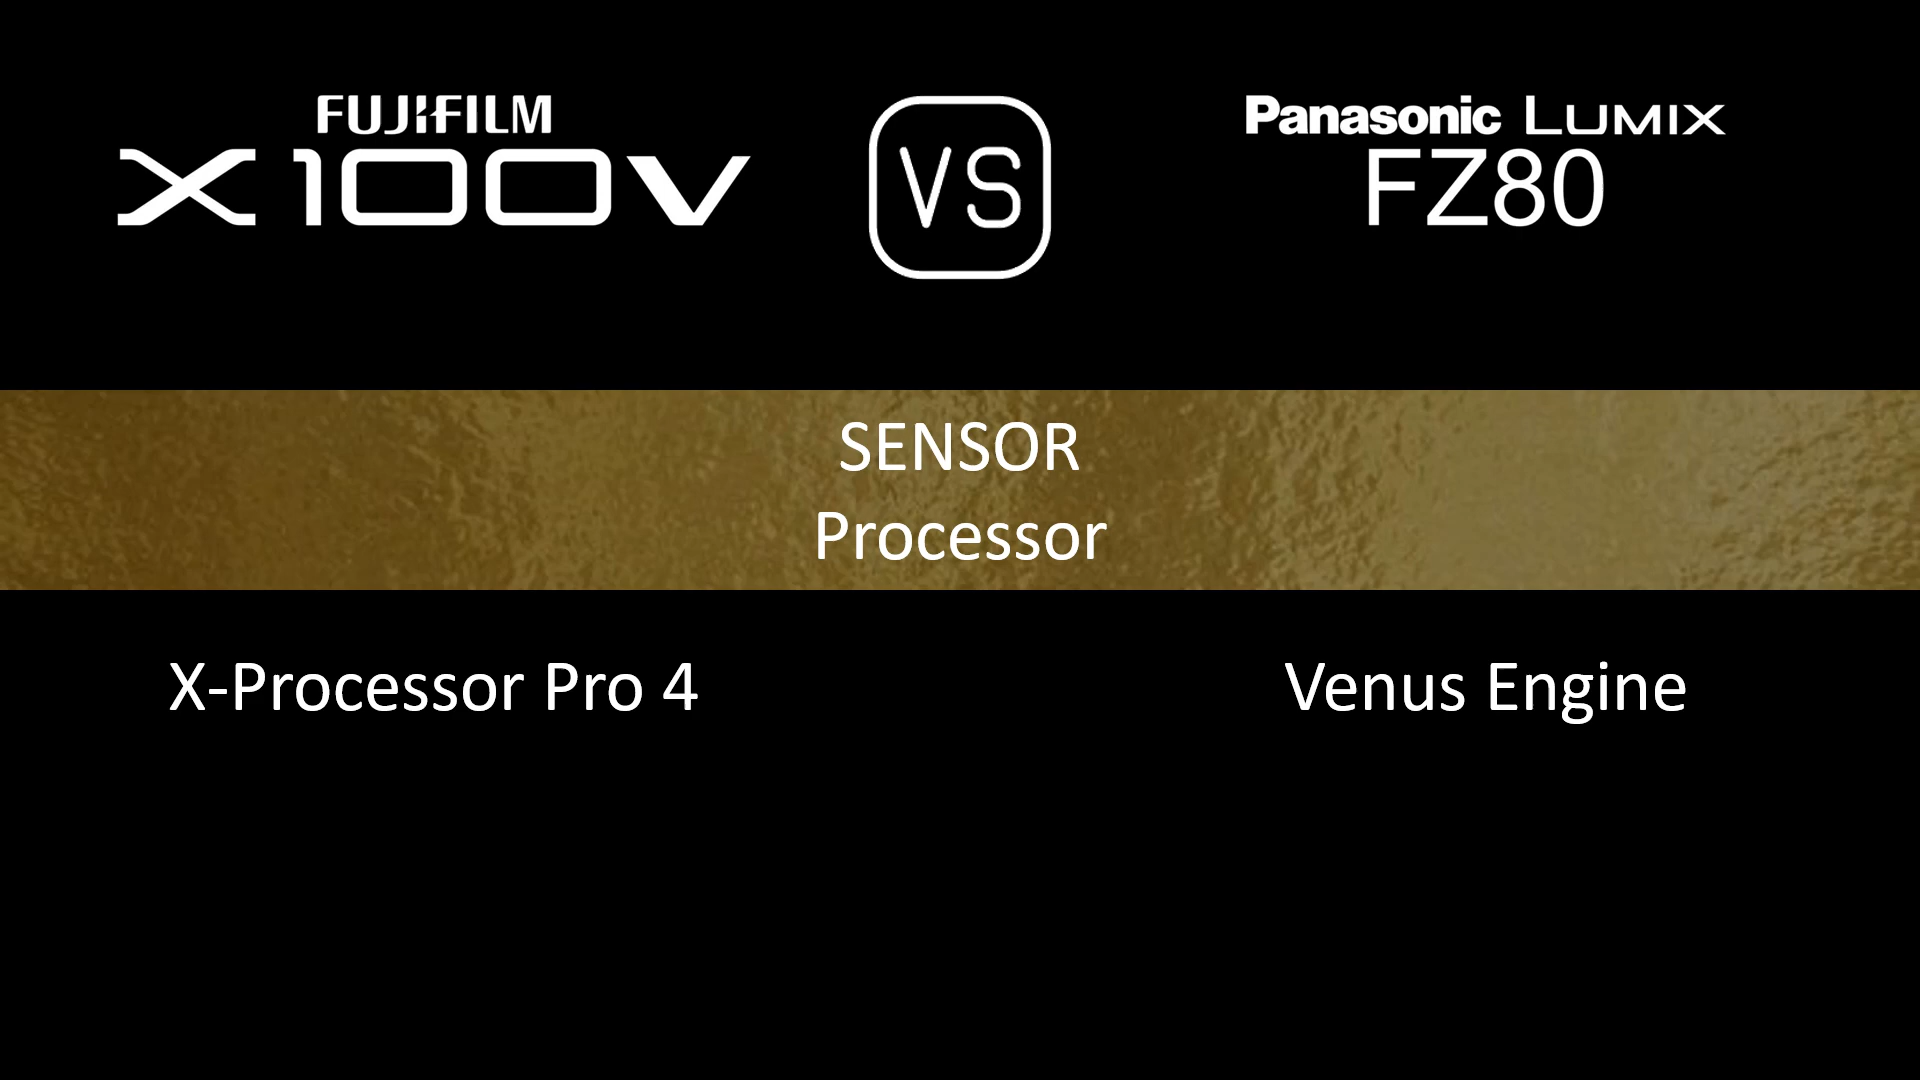 FUJIFILM
X100V
VS
Panasonic LUMIX
FZ80
SENSOR
Processor
X-Processor Pro 4
Venus Engine